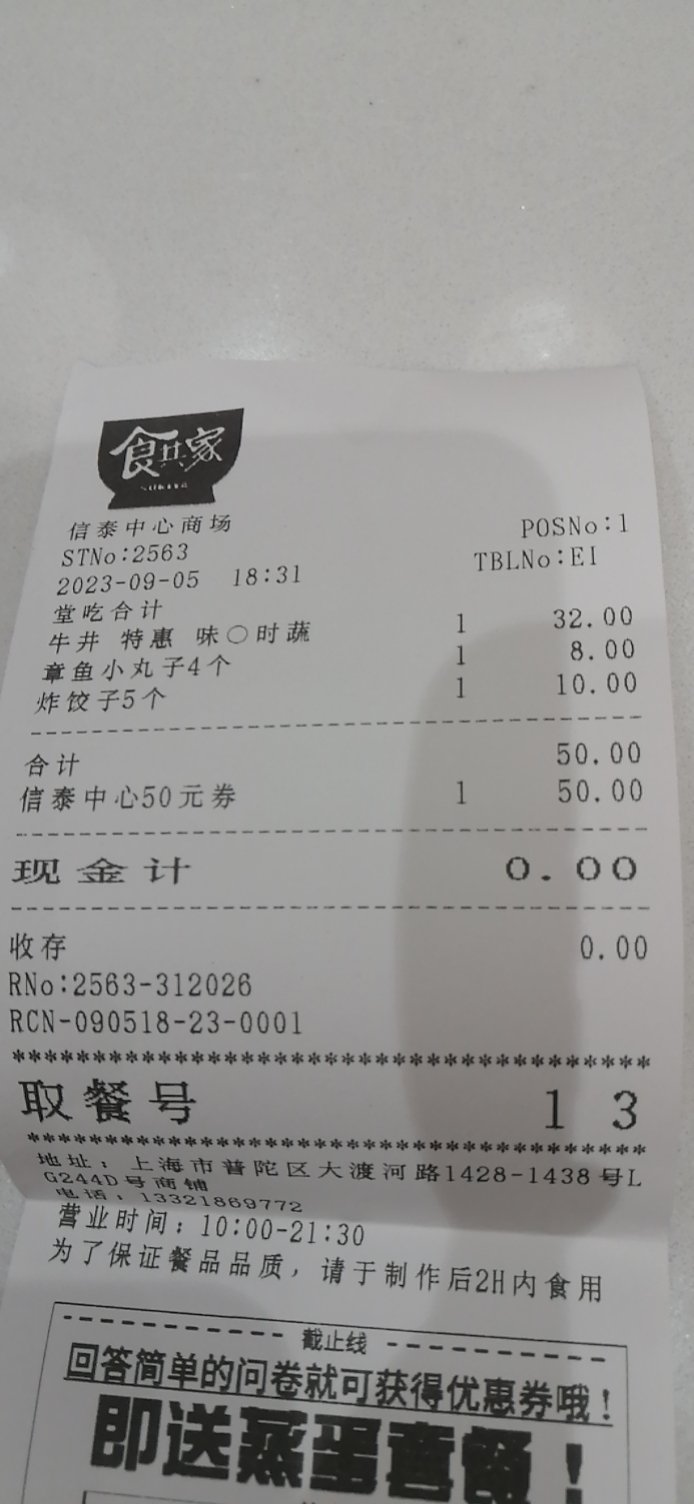 食其家
信泰中心商场
POSNo:1
STNo:2563
TBLNo:EI
2023-09-05 18:31
堂吃合计
牛井 特惠 味○时蔬 1 32.00
章鱼小丸子4个 1 8.00
炸饺子5个 1 10.00
合计 50.00
信泰中心50元券 1 50.00
现金计 0.00
收存 0.00
RNo:2563-312026
RCN-090518-23-0001
****************************************
取餐号 13
****************************************
地址：上海市普陀区大渡河路1428-1438号L
G244D号商铺
电话：13321869772
营业时间：10:00-21:30
为了保证餐品品质，请于制作后2H内食用
截止线
回答简单的问卷就可获得优惠券哦！
即送蒸蛋套餐！